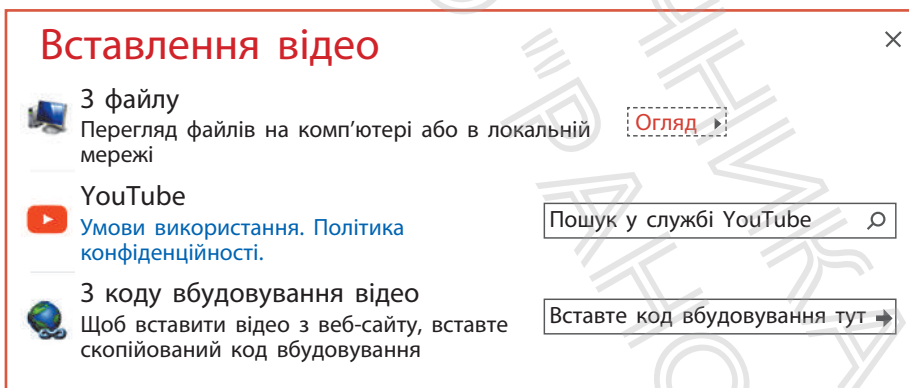 Вставлення відео
З файлу
Перегляд файлів на комп'ютері або в локальній
мережі
Огляд
YouTube
Умови використання. Політика
конфіденційності.
Пошук у службі YouTube
З коду вбудовування відео
Щоб вставити відео з веб-сайту, вставте
скопійований код вбудовування
Вставте код вбудовування тут